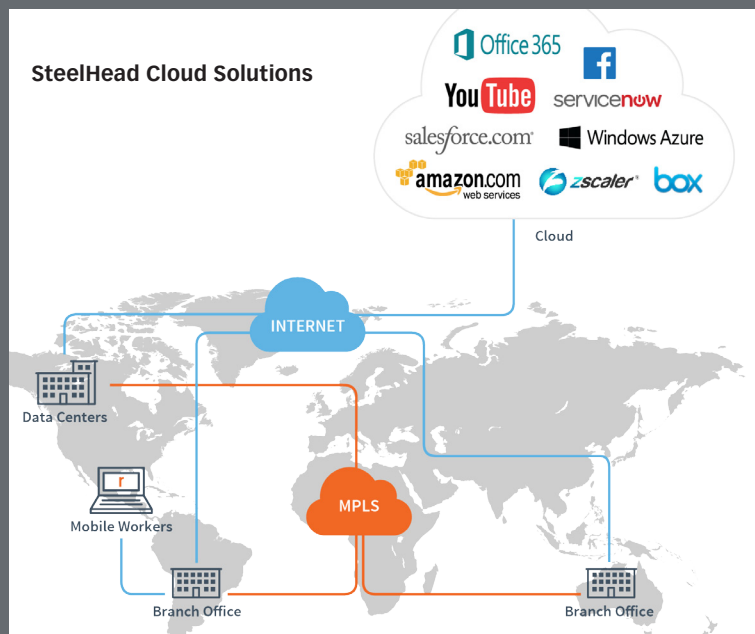 SteelHead Cloud Solutions
Office 365
f
YouTube
servicenow
salesforce.com
Windows Azure
amazon.com
web services
zscaler
box
Cloud
INTERNET
Data Centers
r
Mobile Workers
MPLS
Branch Office
Branch Office